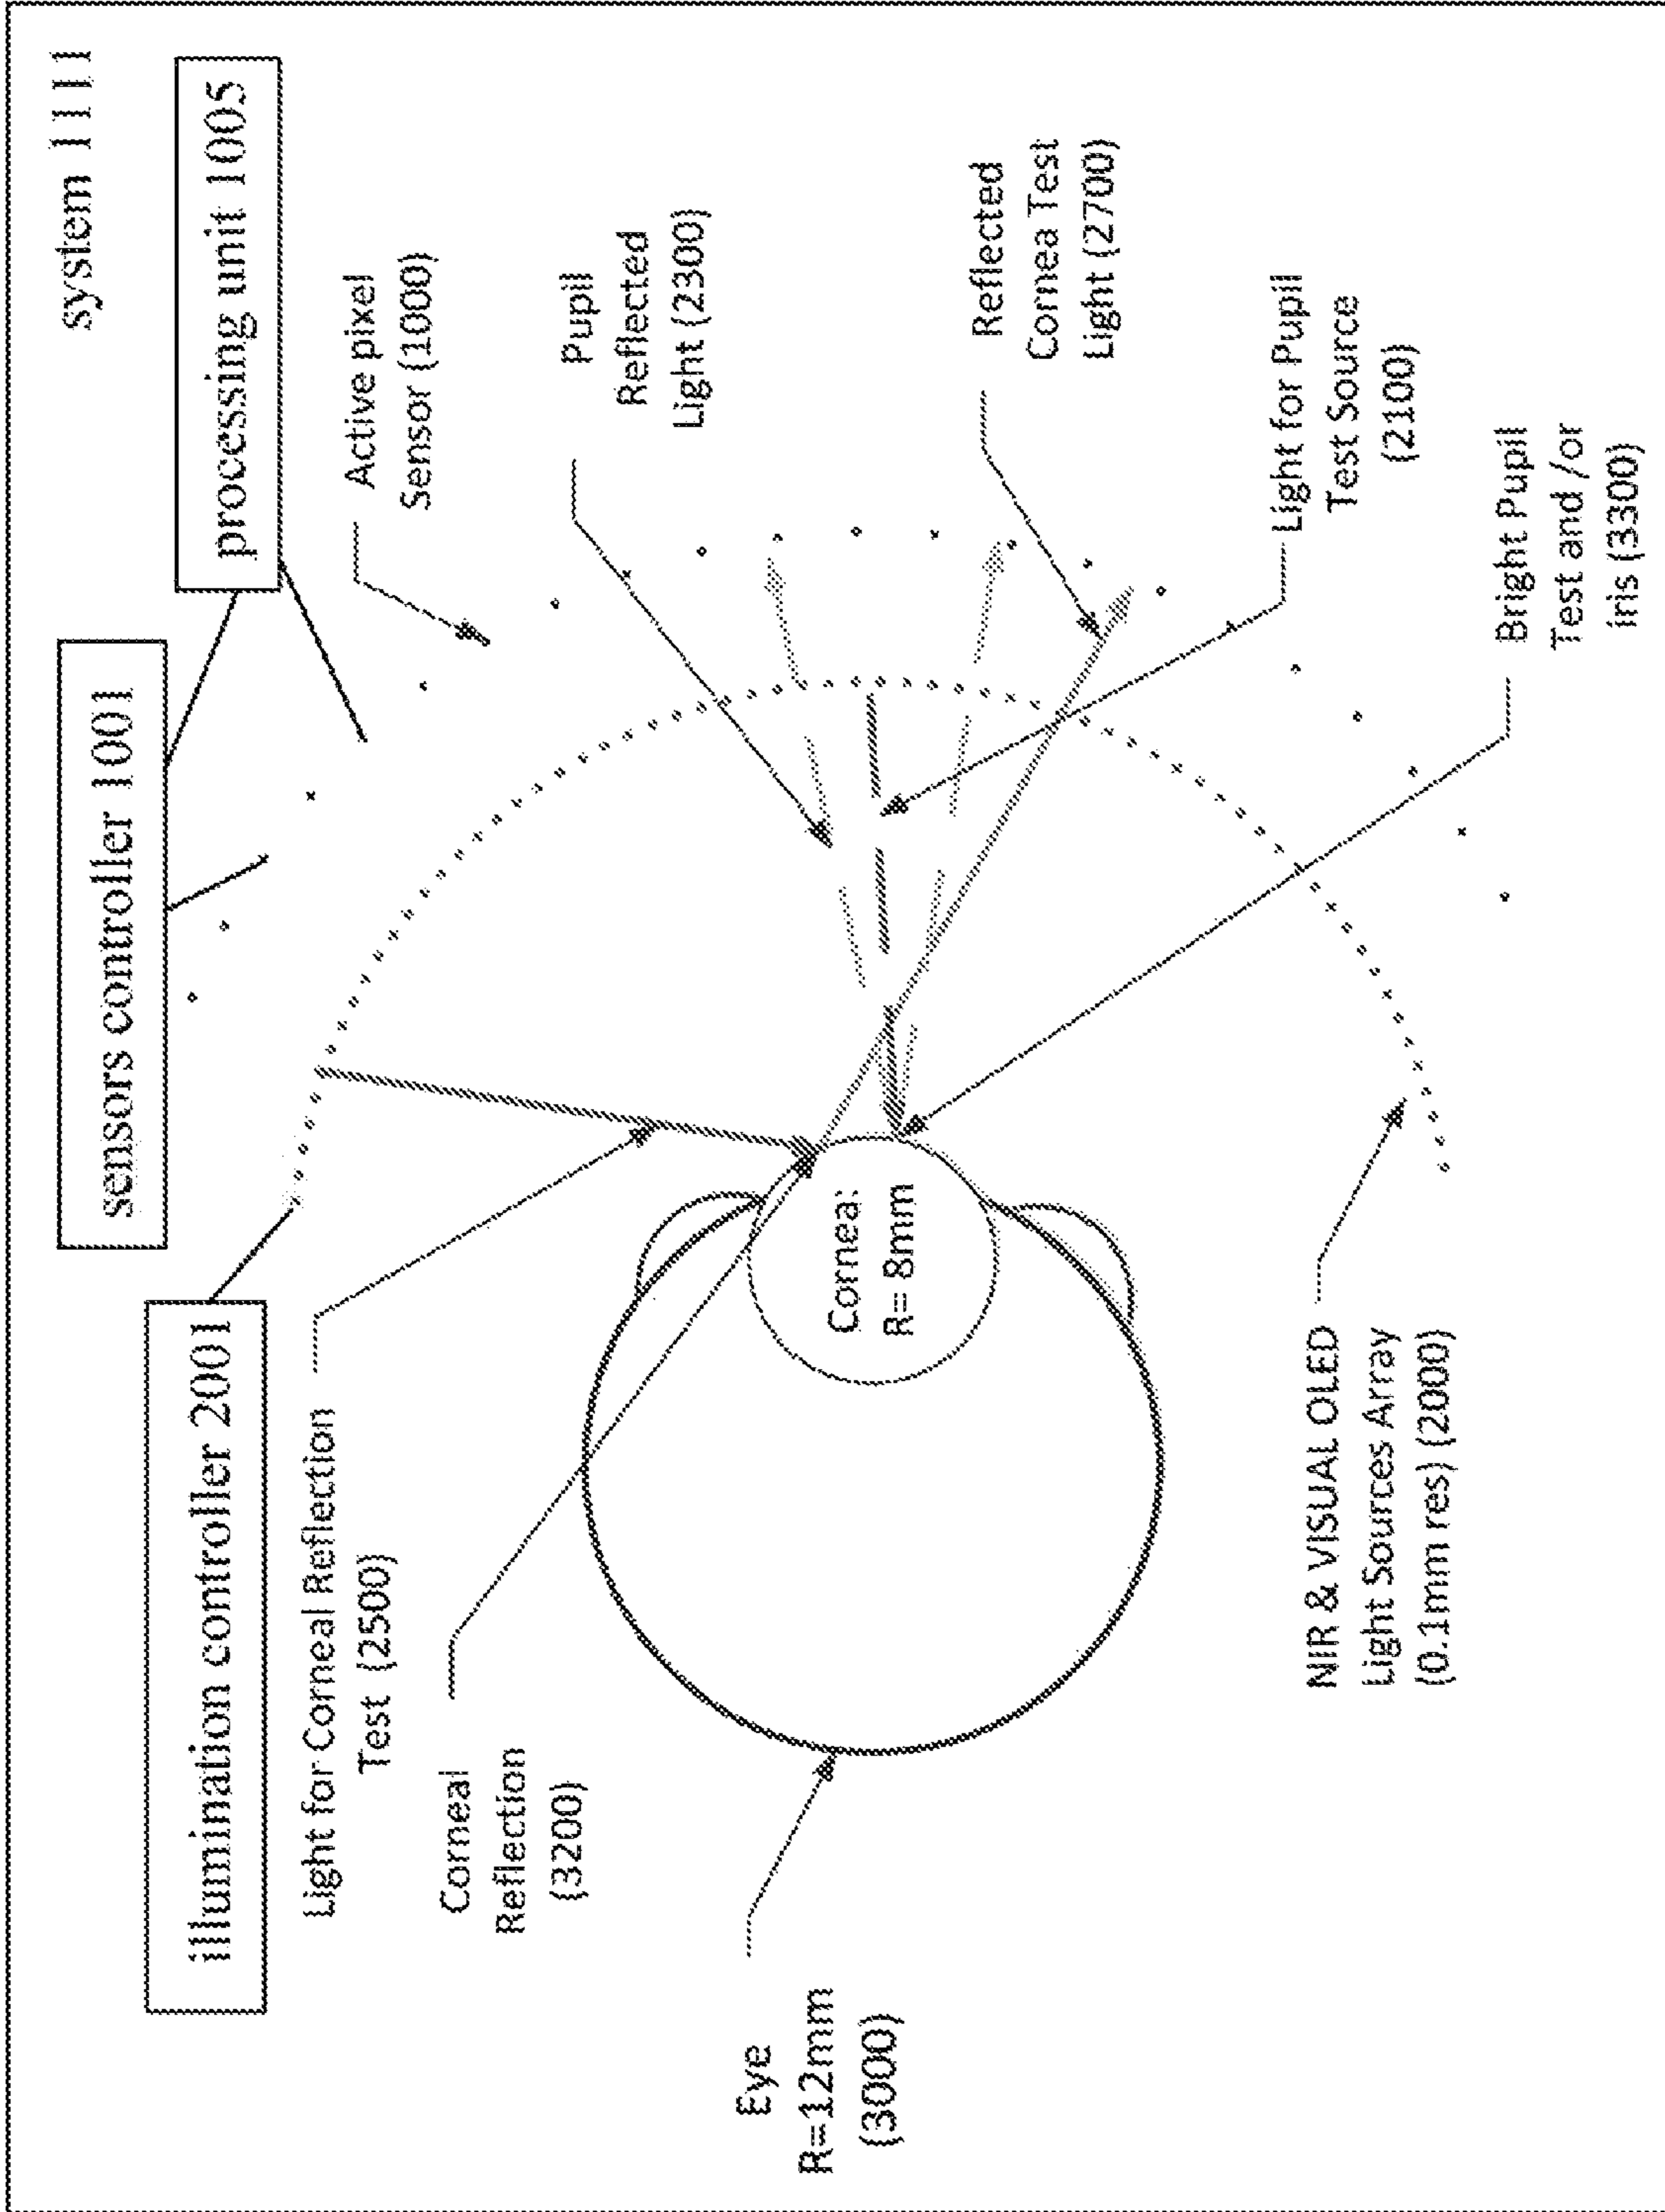 system 1111
processing unit 1005
sensors controller 1001
illumination controller 2001
Active pixel
Sensor (1000)
Pupil
Reflected
Light (2300)
Reflected
Cornea Test
Light (2700)
Light for Pupil
Test Source
(2100)
Bright Pupil
Test and /or
iris (3300)
Light for Corneal Reflection
Test (2500)
Corneal
Reflection
(3200)
Cornea:
R= 8mm
Eye
R=12mm
(3000)
NIR & VISUAL OLED
Light Sources Array
(0.1mm res) (2000)